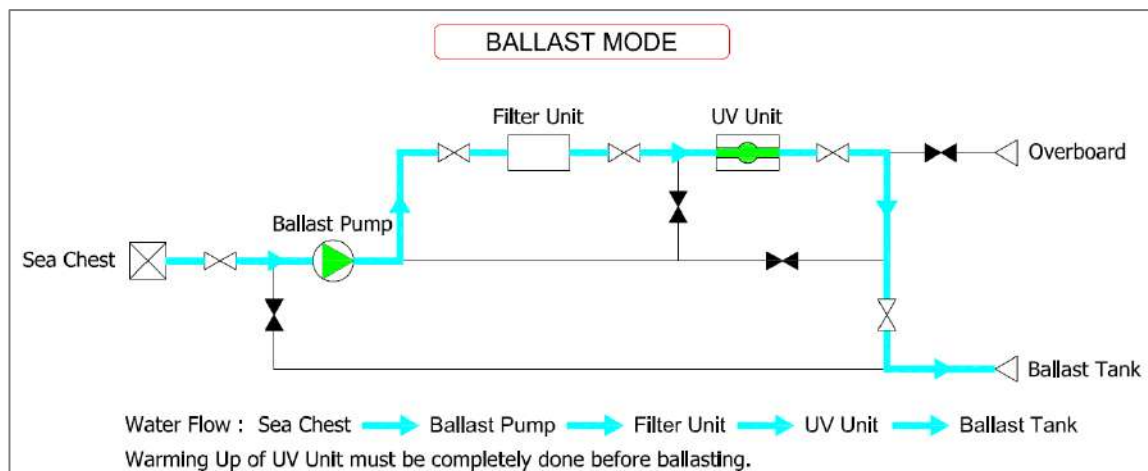 BALLAST MODE
Filter Unit
UV Unit
Overboard
Ballast Pump
Sea Chest
Ballast Tank
Water Flow : Sea Chest Ballast Pump Filter Unit UV Unit Ballast Tank
Warming Up of UV Unit must be completely done before ballasting.